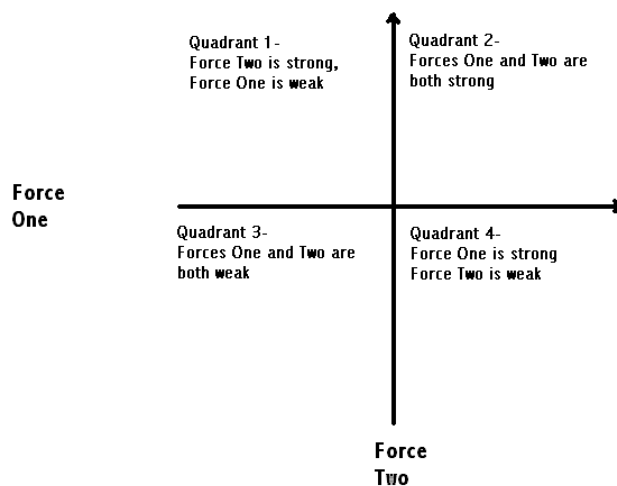 Quadrant 1-
Force Two is strong,
Force One is weak
Quadrant 2-
Forces One and Two are
both strong
Force
One
Quadrant 3-
Forces One and Two are
both weak
Quadrant 4-
Force One is strong
Force Two is weak
Force
Two